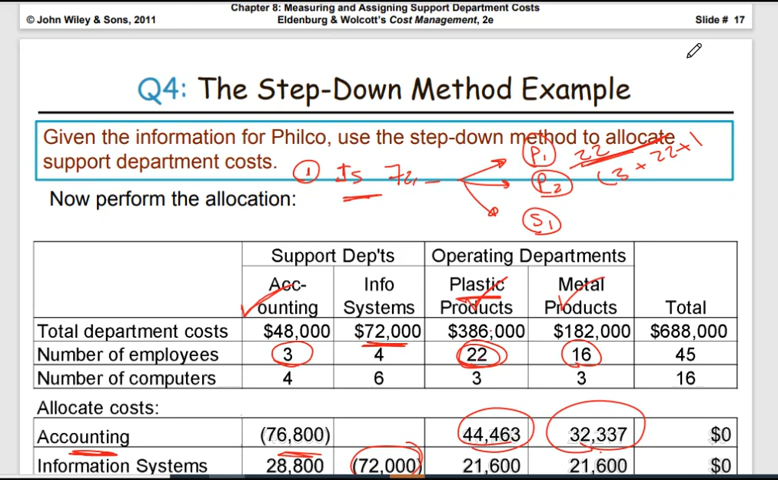 Chapter 8: Measuring and Assigning Support Department Costs
© John Wiley & Sons, 2011 Eldenburg & Wolcott's Cost Management, 2e Slide # 17
Q4: The Step-Down Method Example
Given the information for Philco, use the step-down method to allocate
support department costs.
① IS 72,-
P1 22
P2 (3+22+1
S1
Now perform the allocation:
Support Dep'ts Operating Departments
Acc- Info Plastic Metal
ounting Systems Products Products Total
Total department costs $48,000 $72,000 $386,000 $182,000 $688,000
Number of employees 3 4 22 16 45
Number of computers 4 6 3 3 16
Allocate costs:
Accounting (76,800) 44,463 32,337 $0
Information Systems 28,800 (72,000) 21,600 21,600 $0